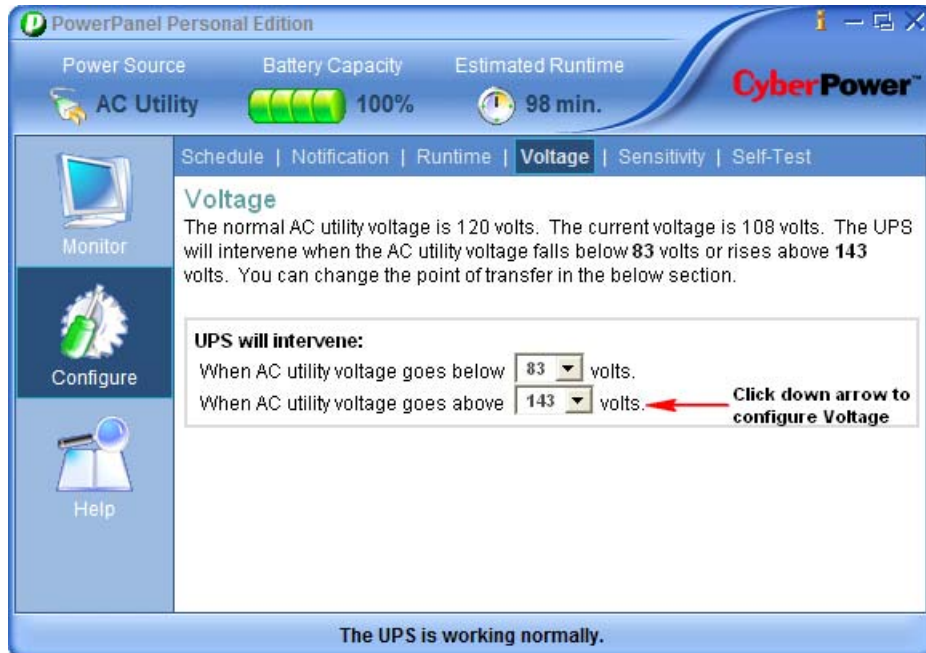 PowerPanel Personal Edition
Power Source Battery Capacity Estimated Runtime
AC Utility 100% 98 min.
CyberPower™
Schedule | Notification | Runtime | Voltage | Sensitivity | Self-Test
Monitor
Configure
Help
Voltage
The normal AC utility voltage is 120 volts. The current voltage is 108 volts. The UPS
will intervene when the AC utility voltage falls below 83 volts or rises above 143
volts. You can change the point of transfer in the below section.
UPS will intervene:
When AC utility voltage goes below 83 volts.
When AC utility voltage goes above 143 volts.
Click down arrow to
configure Voltage
The UPS is working normally.